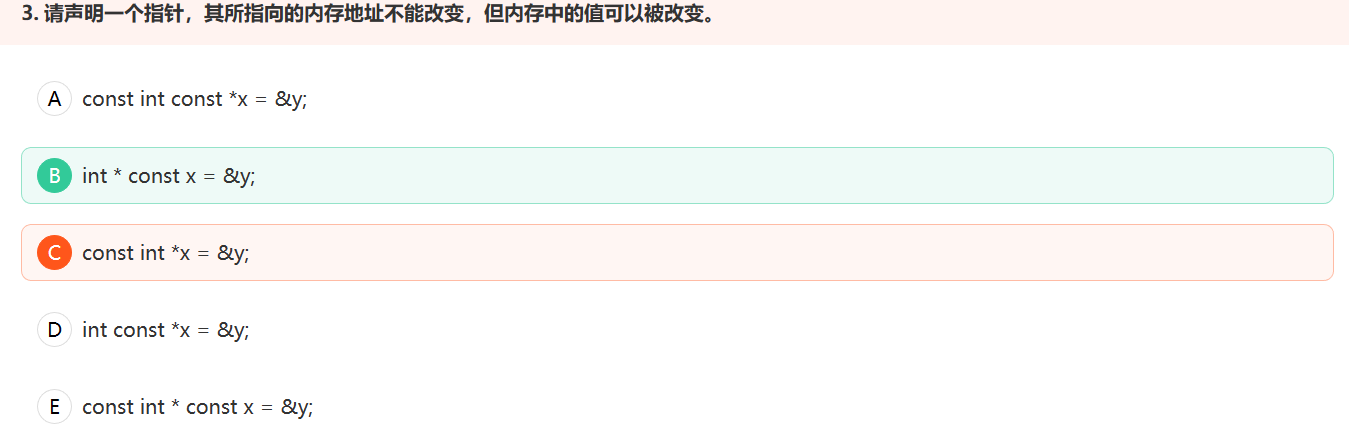 3. 请声明一个指针，其所指向的内存地址不能改变，但内存中的值可以被改变。
A const int const *x = &y;
B int * const x = &y;
C const int *x = &y;
D int const *x = &y;
E const int * const x = &y;